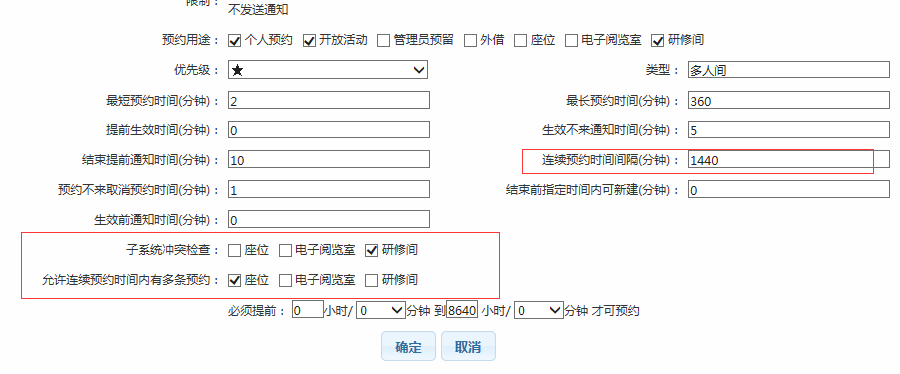 限制：
不发送通知
预约用途： 个人预约 开放活动 管理员预留 外借 座位 电子阅览室 研修间
优先级： ★ 类型： 多人间
最短预约时间(分钟)： 2 最长预约时间(分钟)： 360
提前生效时间(分钟)： 0 生效不来通知时间(分钟)： 5
结束提前通知时间(分钟)： 10 连续预约时间间隔(分钟)： 1440
预约不来取消预约时间(分钟)： 1 结束前指定时间内可新建(分钟)： 0
生效前通知时间(分钟)： 0
子系统冲突检查： 座位 电子阅览室 研修间
允许连续预约时间内有多条预约： 座位 电子阅览室 研修间
必须提前： 0 小时/ 0 分钟 到 8640 小时/ 0 分钟 才可预约
确定 取消